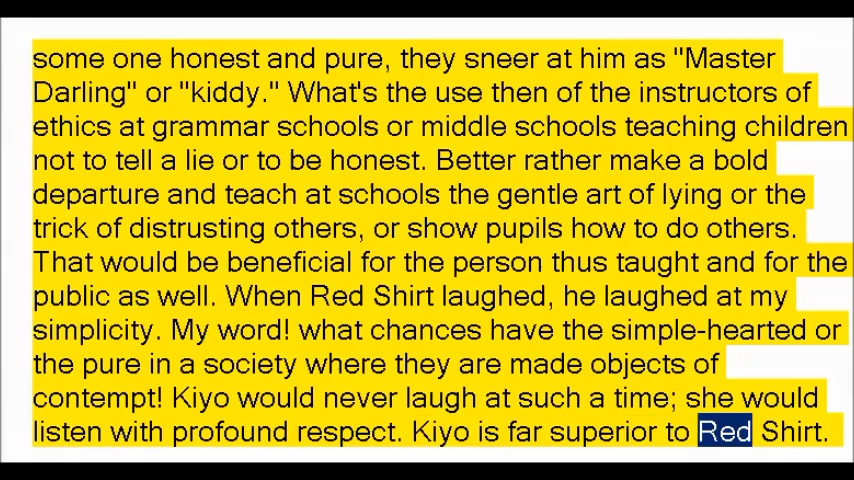 some one honest and pure, they sneer at him as "Master
Darling" or "kiddy." What's the use then of the instructors of
ethics at grammar schools or middle schools teaching children
not to tell a lie or to be honest. Better rather make a bold
departure and teach at schools the gentle art of lying or the
trick of distrusting others, or show pupils how to do others.
That would be beneficial for the person thus taught and for the
public as well. When Red Shirt laughed, he laughed at my
simplicity. My word! what chances have the simple-hearted or
the pure in a society where they are made objects of
contempt! Kiyo would never laugh at such a time; she would
listen with profound respect. Kiyo is far superior to Red Shirt.